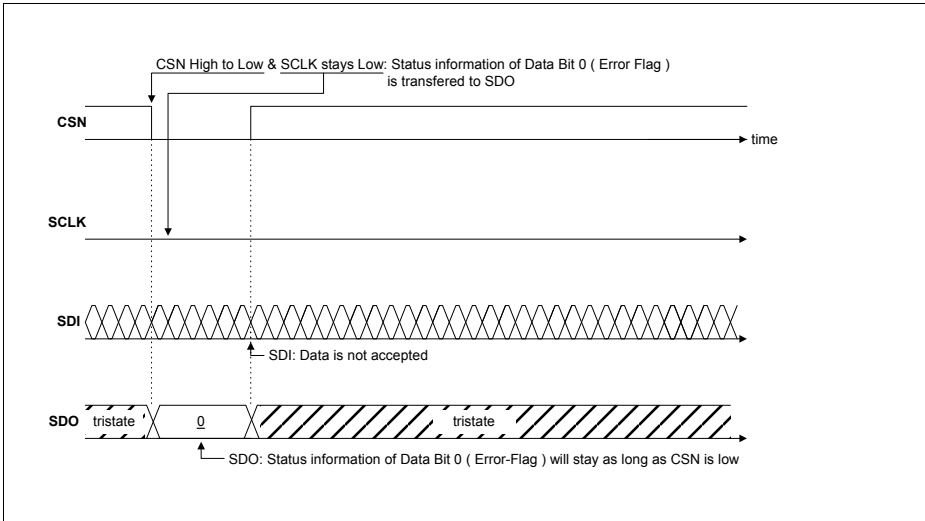 CSN High to Low & SCLK stays Low: Status information of Data Bit 0 ( Error Flag )
is transfered to SDO
CSN
time
SCLK
SDI
SDI: Data is not accepted
SDO
tristate
0
tristate
SDO: Status information of Data Bit 0 ( Error-Flag ) will stay as long as CSN is low